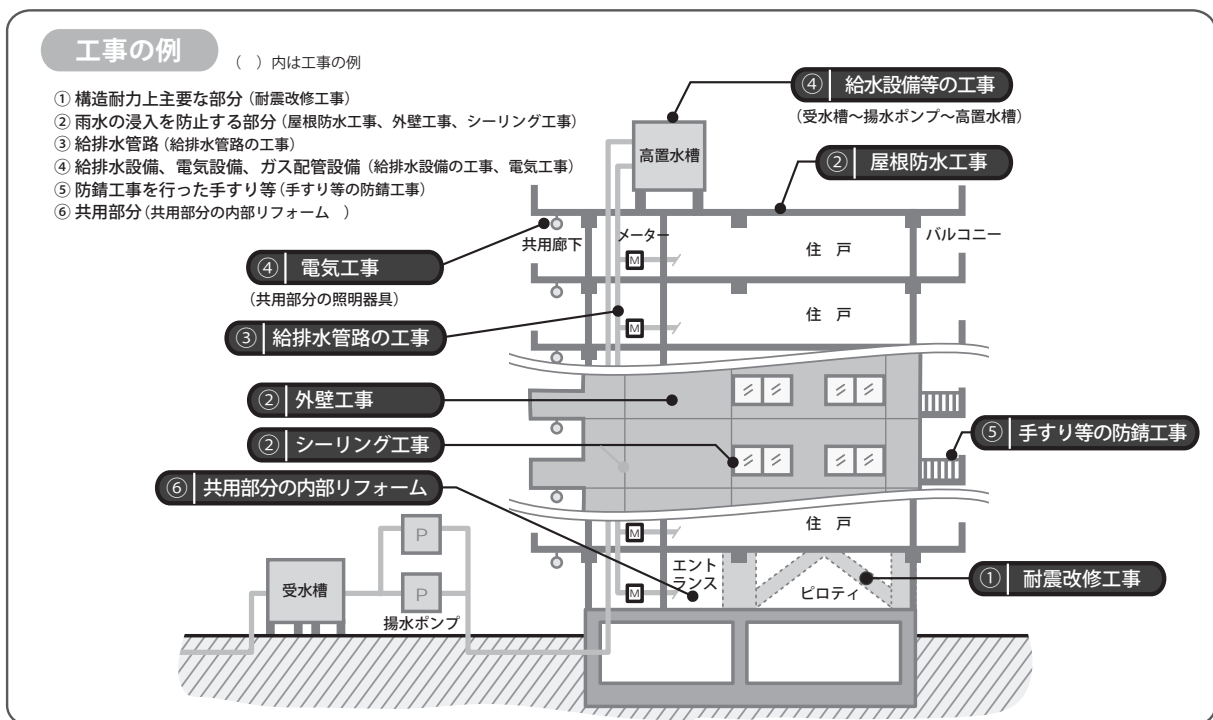 工事の例
（　）内は工事の例
① 構造耐力上主要な部分（耐震改修工事）
② 雨水の浸入を防止する部分（屋根防水工事、外壁工事、シーリング工事）
③ 給排水管路（給排水管路の工事）
④ 給排水設備、電気設備、ガス配管設備（給排水設備の工事、電気工事）
⑤ 防錆工事を行った手すり等（手すり等の防錆工事）
⑥ 共用部分（共用部分の内部リフォーム　）
④ 給水設備等の工事
（受水槽～揚水ポンプ～高置水槽）
高置水槽
② 屋根防水工事
共用廊下
メーター
住　戸
バルコニー
M
④ 電気工事
（共用部分の照明器具）
住　戸
M
③ 給排水管路の工事
② 外壁工事
② シーリング工事
⑤ 手すり等の防錆工事
⑥ 共用部分の内部リフォーム
住　戸
M
P
エント
ランス
① 耐震改修工事
受水槽
P
M
ピロティ
揚水ポンプ